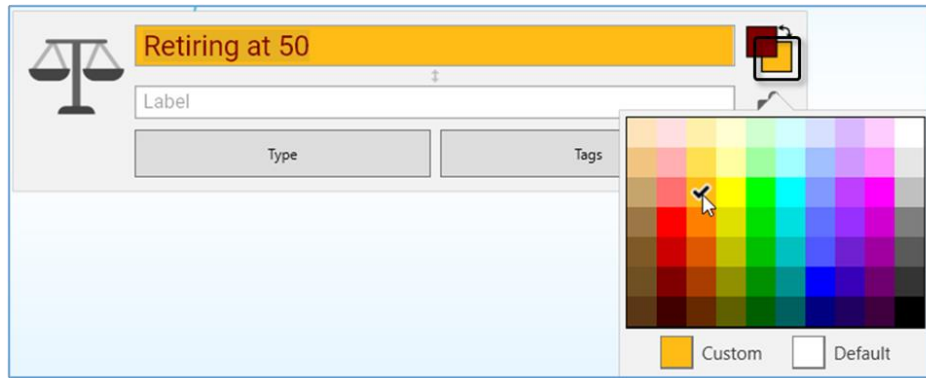 Retiring at 50
Label
Type
Tags
Custom
Default